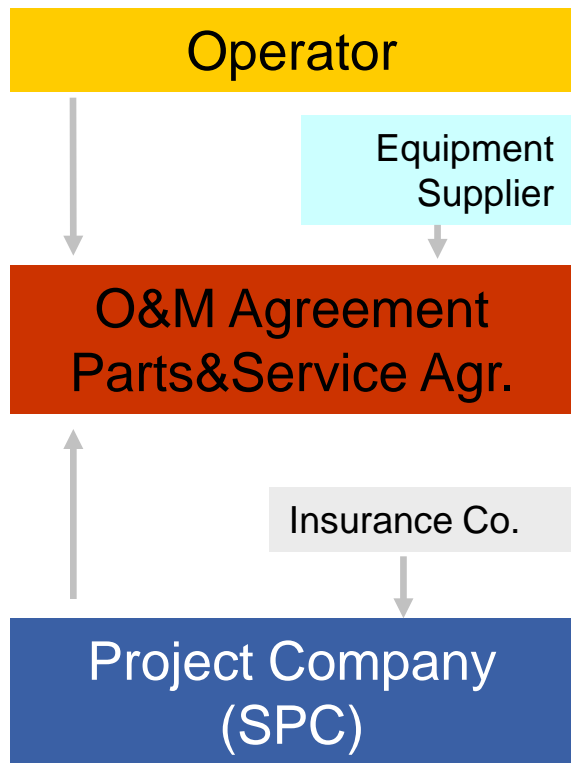 Operator
Equipment
Supplier
O&M Agreement
Parts&Service Agr.
Insurance Co.
Project Company
(SPC)